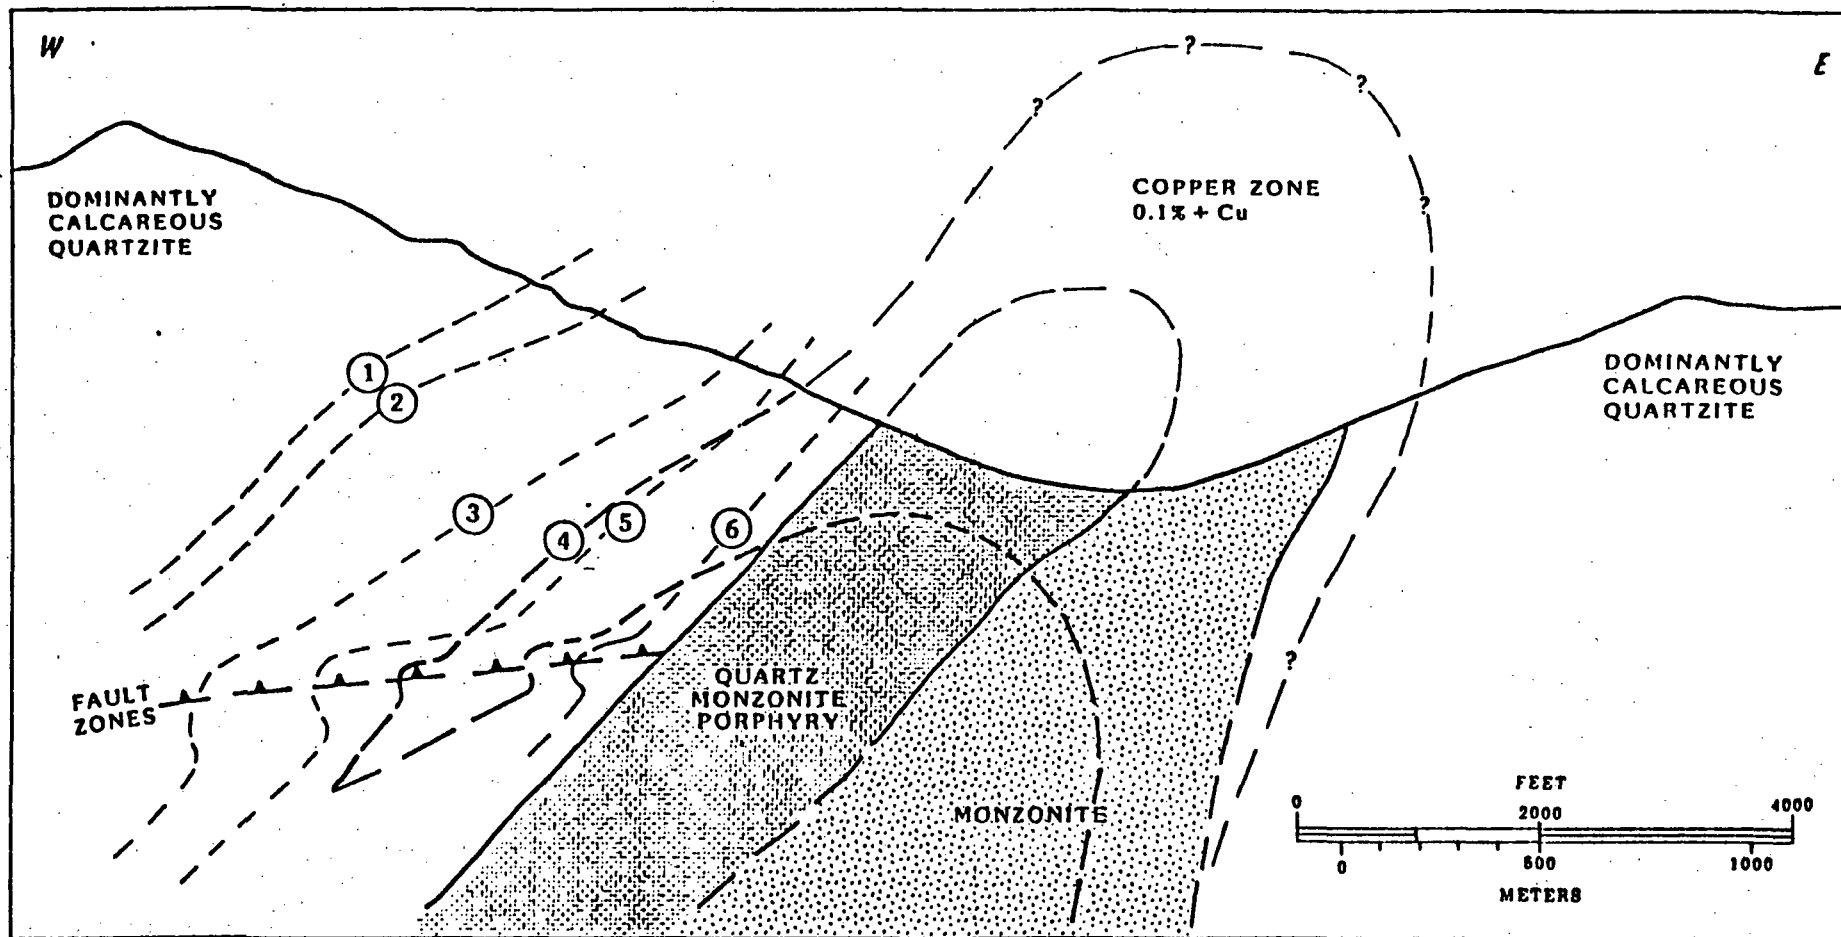 W
E
COPPER ZONE
0.1% + Cu
DOMINANTLY
CALCAREOUS
QUARTZITE
DOMINANTLY
CALCAREOUS
QUARTZITE
1
2
3
4
5
6
?
?
?
?
?
FAULT
ZONES
QUARTZ
MONZONITE
PORPHYRY
MONZONITE
FEET
0
2000
4000
0
600
1000
METERS